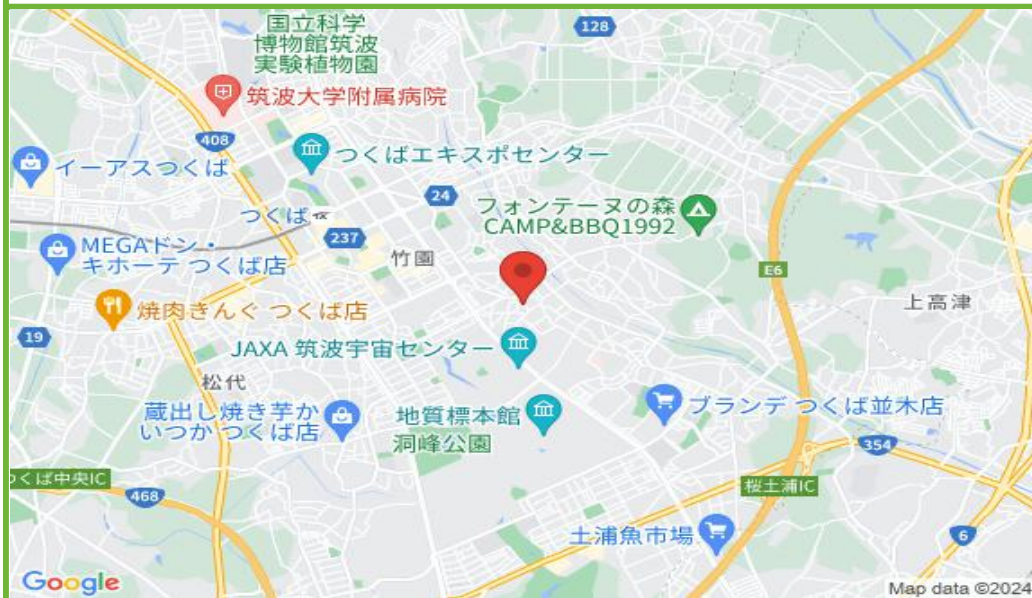 国立科学
博物館筑波
実験植物園
128
筑波大学附属病院
408
つくばエキスポセンター
イーアスつくば
24
フォンテーヌの森
CAMP&BBQ1992
つくば
237
MEGAドン・
キホーテ つくば店
竹園
E6
上高津
焼肉きんぐ つくば店
19
JAXA 筑波宇宙センター
松代
蔵出し焼き芋か
いつか つくば店
地質標本館
洞峰公園
ブランデ つくば並木店
354
つくば中央IC
468
桜土浦IC
土浦魚市場
6
Google
Map data ©2024